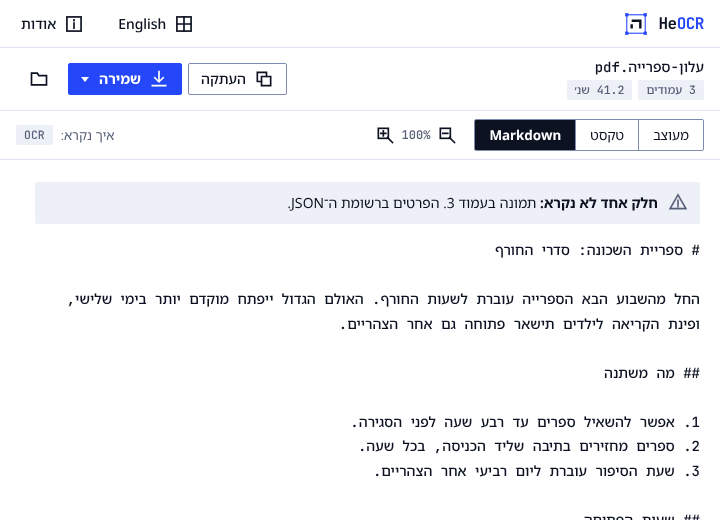 HeOCR
English
אודות
עלון-ספרייה.pdf
3 עמודים
41.2 שני
העתקה
שמירה
מעוצב
טקסט
Markdown
100%
איך נקרא:
OCR
חלק אחד לא נקרא: תמונה בעמוד 3. הפרטים ברשומת ה־JSON.
# ספריית השכונה: סדרי החורף
החל מהשבוע הבא הספרייה עוברת לשעות החורף. האולם הגדול ייפתח מוקדם יותר בימי שלישי,
ופינת הקריאה לילדים תישאר פתוחה גם אחר הצהריים.
## מה משתנה
1. אפשר להשאיל ספרים עד רבע שעה לפני הסגירה.
2. ספרים מחזירים בתיבה שליד הכניסה, בכל שעה.
3. שעת הסיפור עוברת ליום רביעי אחר הצהריים.
## שעות הפתיחה